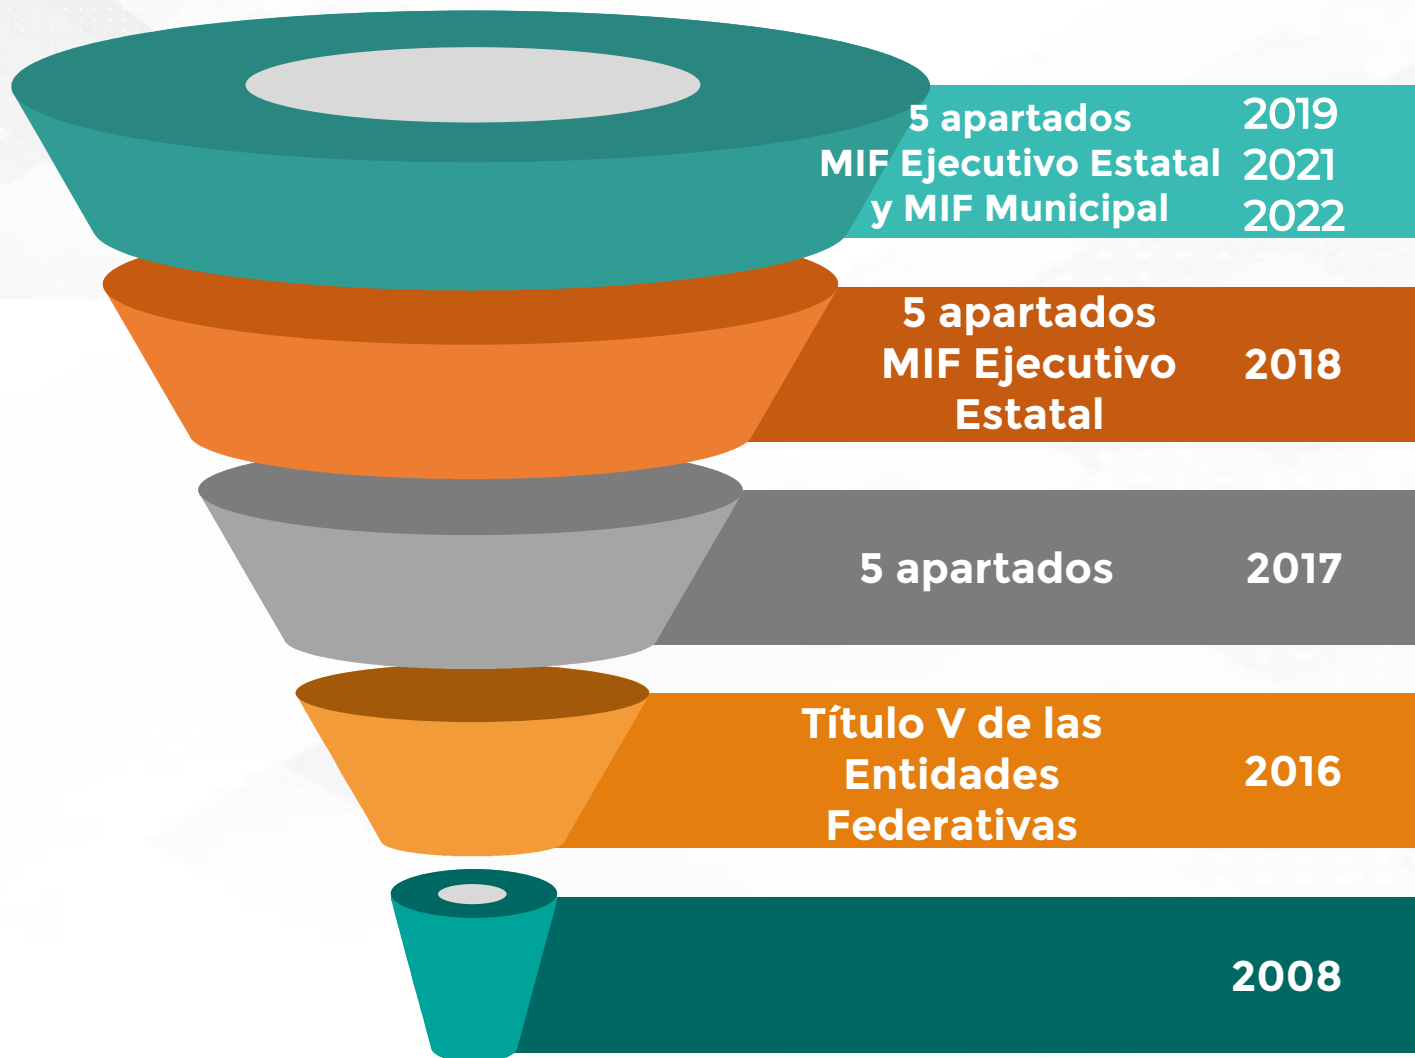 5 apartados
MIF Ejecutivo Estatal
y MIF Municipal
2019
2021
2022
5 apartados
MIF Ejecutivo
Estatal
2018
5 apartados
2017
Título V de las
Entidades
Federativas
2016
2008